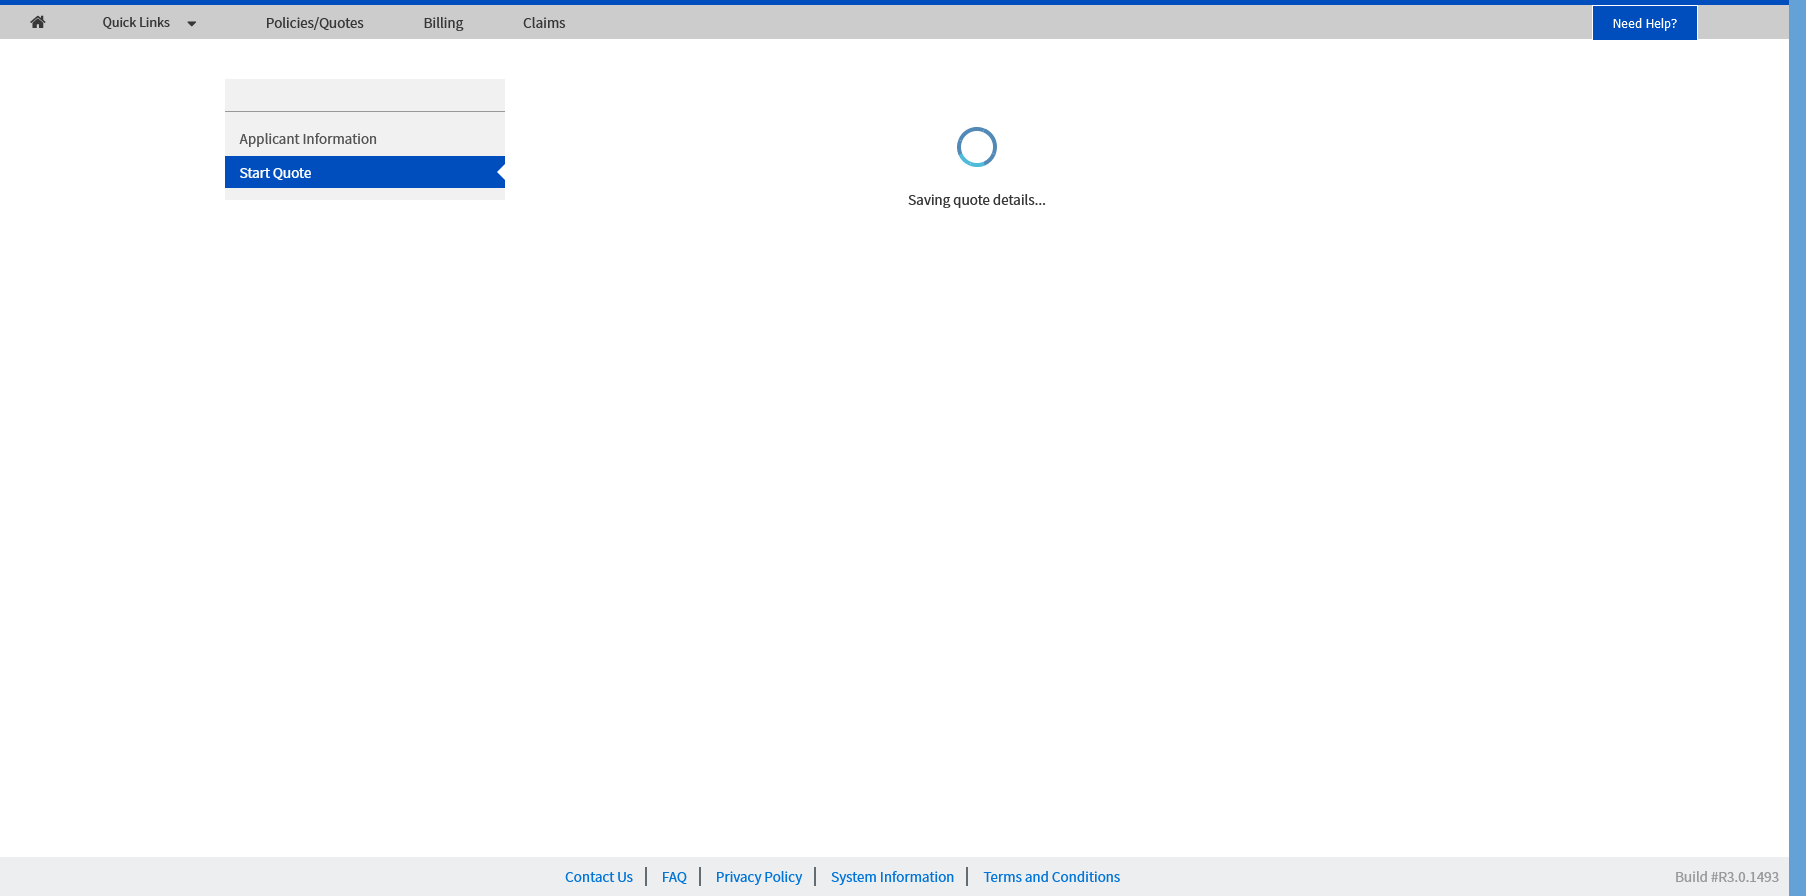 Quick Links
Policies/Quotes
Billing
Claims
Need Help?
Applicant Information
Start Quote
Saving quote details...
Contact Us
FAQ
Privacy Policy
System Information
Terms and Conditions
Build #R3.0.1493